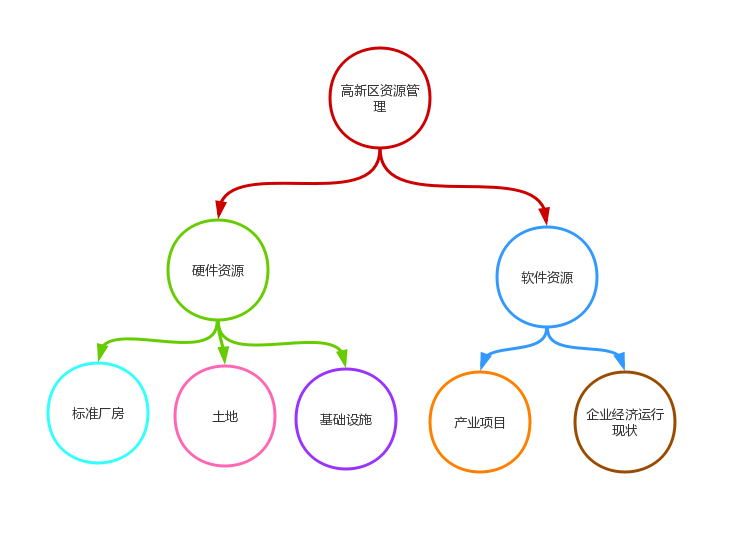 高新区资源管
理
硬件资源
软件资源
标准厂房
土地
基础设施
产业项目
企业经济运行
现状